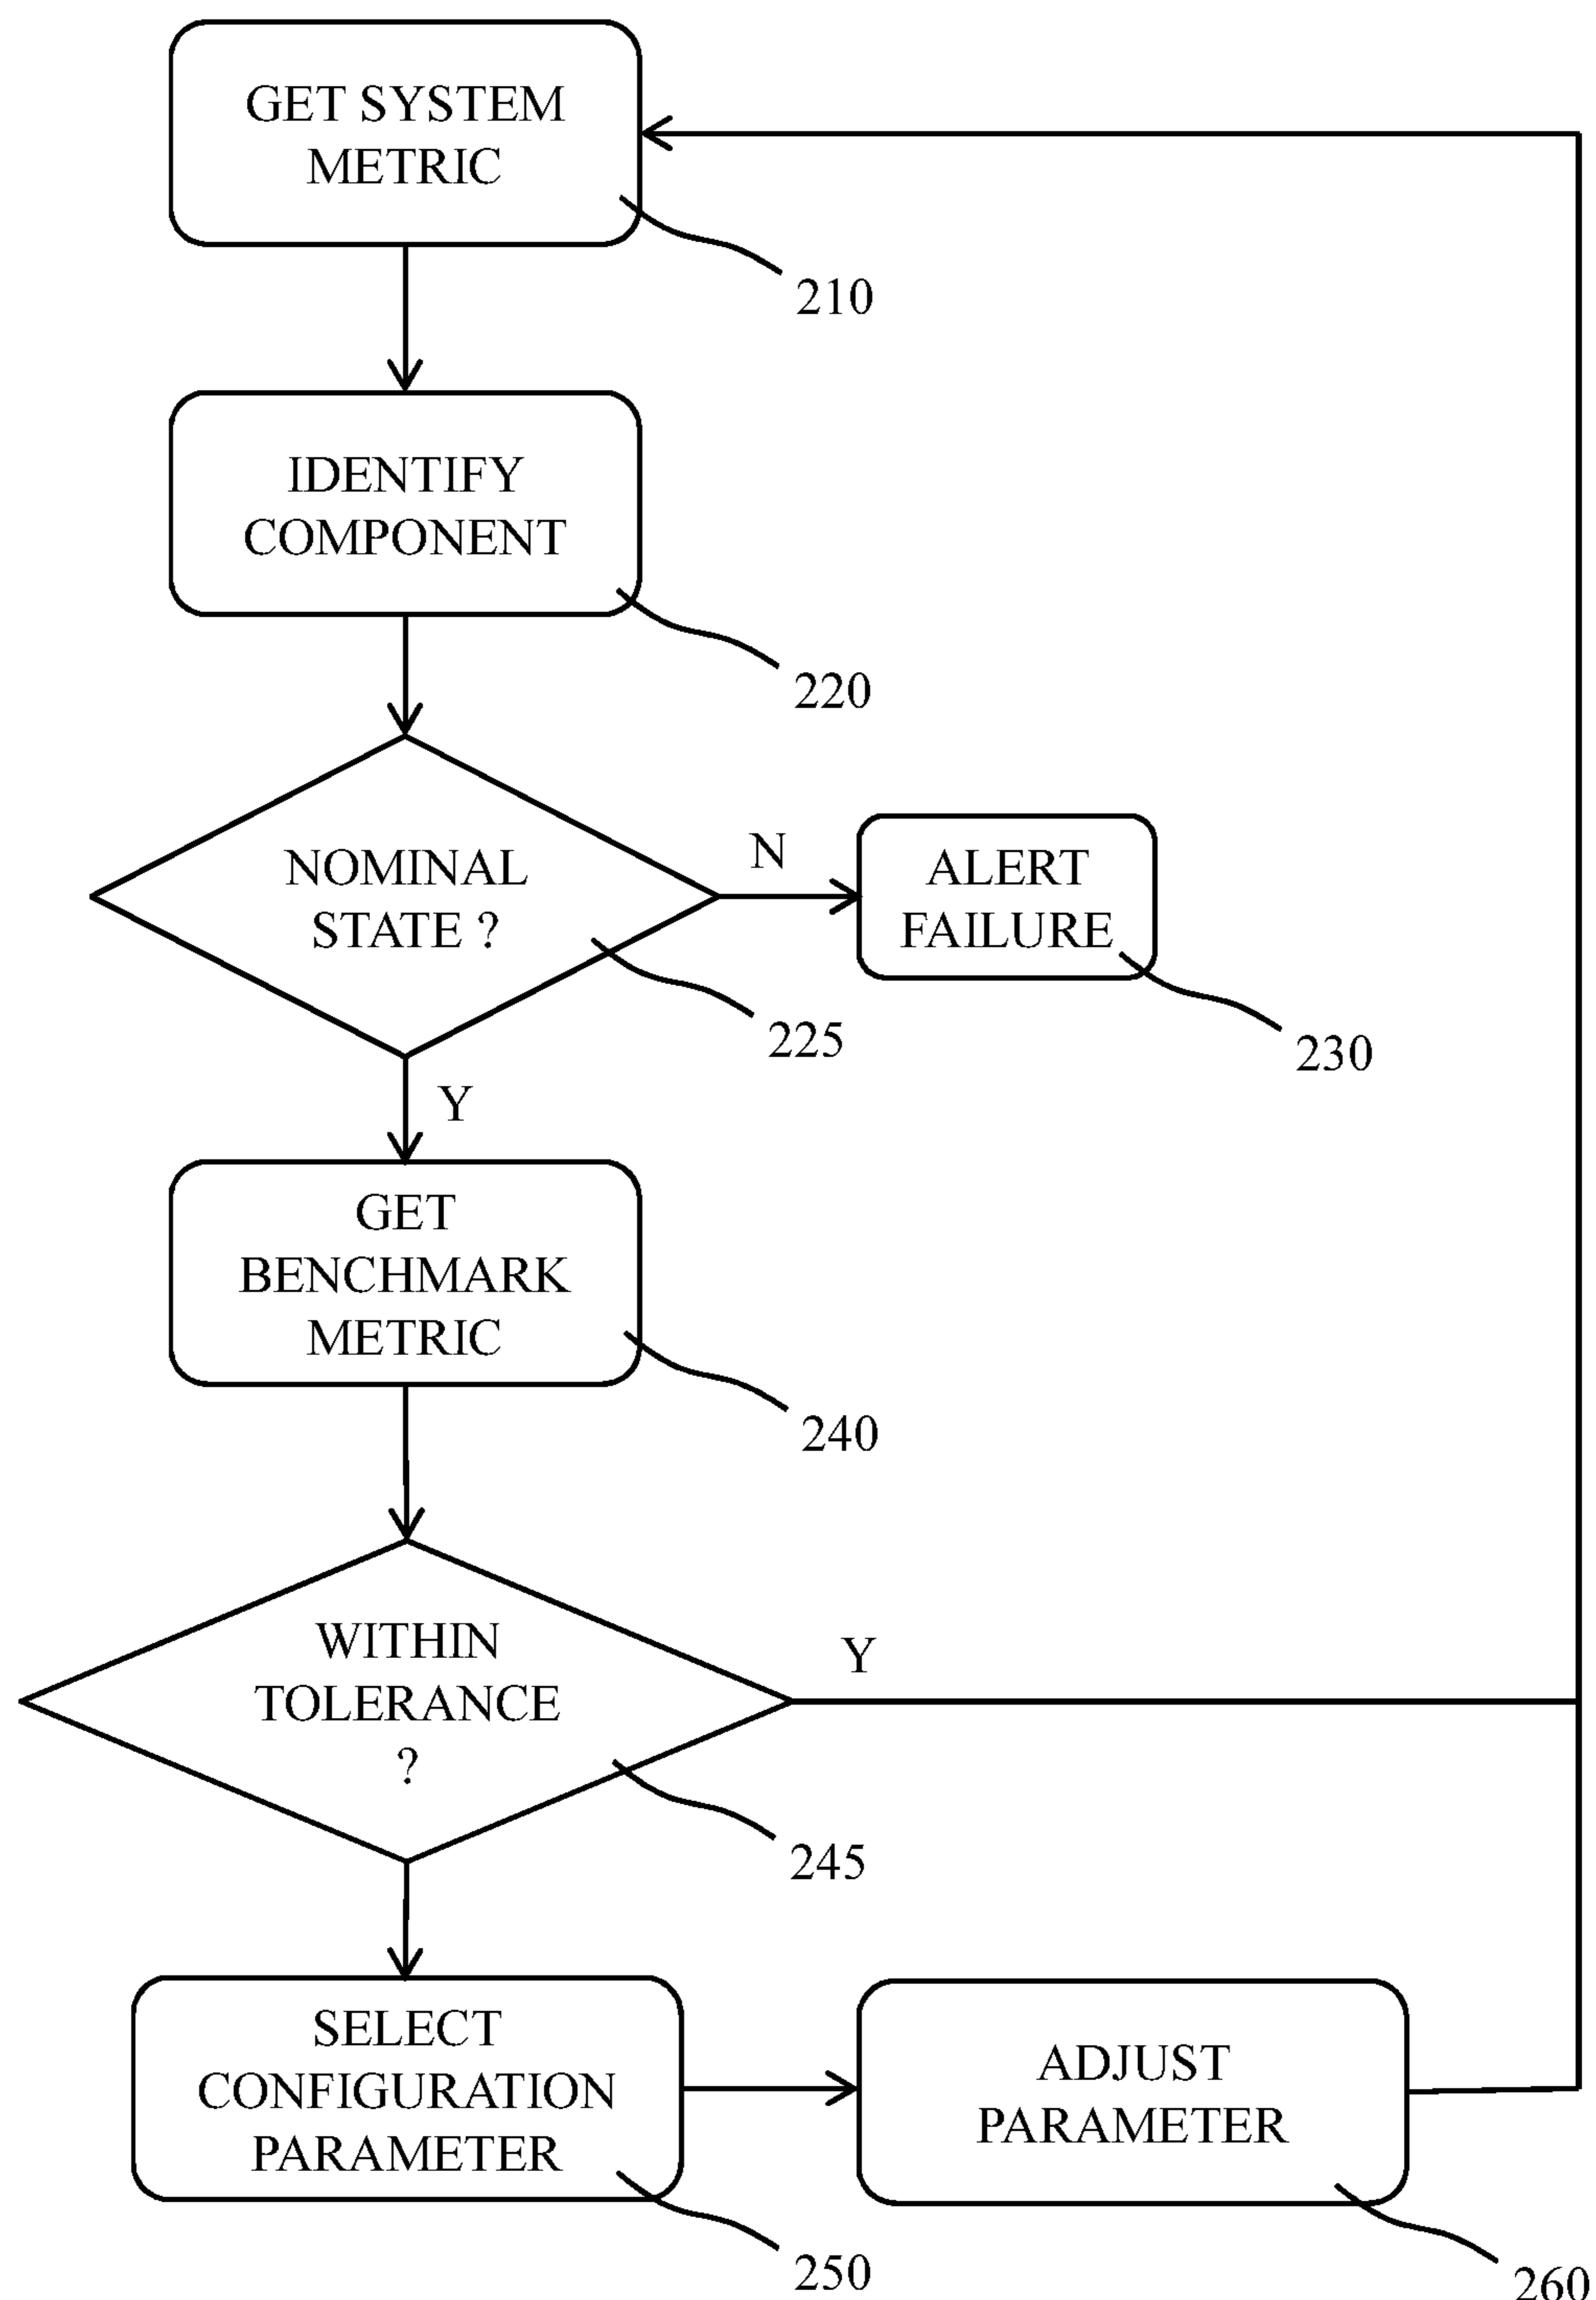 GET SYSTEM
METRIC
210
IDENTIFY
COMPONENT
220
NOMINAL
STATE ?
225
N
ALERT
FAILURE
230
Y
GET
BENCHMARK
METRIC
240
WITHIN
TOLERANCE
?
245
Y
SELECT
CONFIGURATION
PARAMETER
250
ADJUST
PARAMETER
260